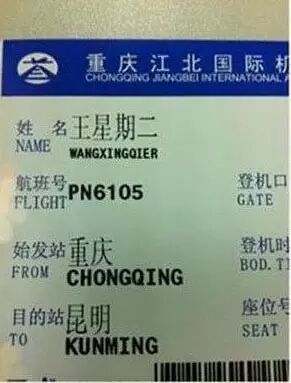 重庆江北国际机
CHONGQING JIANGBEI INTERNATIONAL A
姓 名 王星期二
NAME WANGXINGQIER
航班号 PN6105 登机口
FLIGHT GATE
始发站 重庆 登机时
FROM CHONGQING BOD.TI
目的站 昆明 座位号
TO KUNMING SEAT